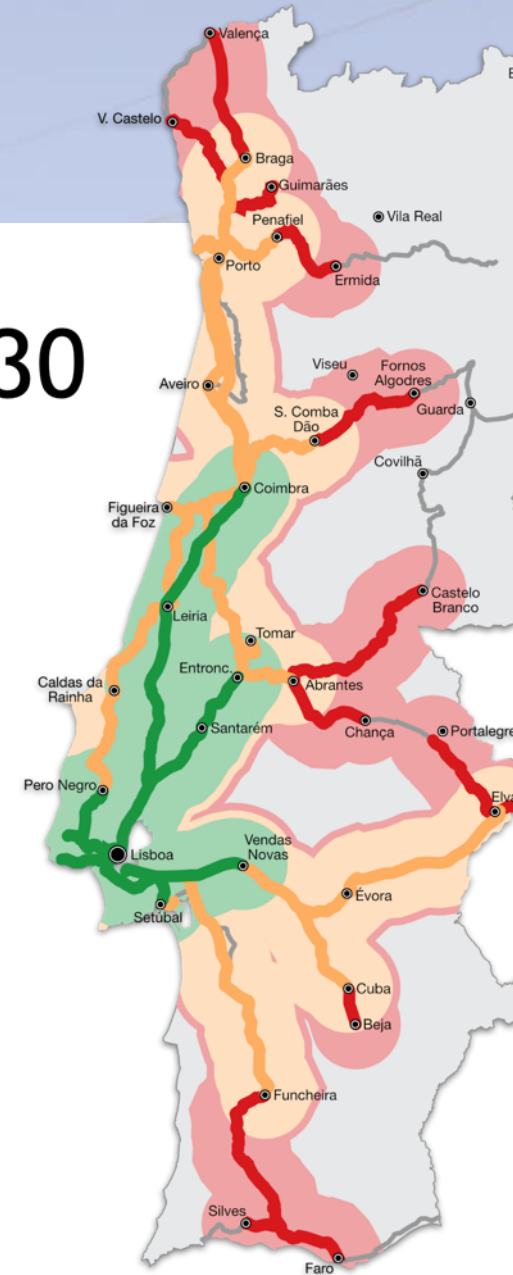 Valença
V. Castelo
Braga
Guimarães
Penafiel
Vila Real
Porto
Ermida
30
Viseu
Fornos
Algodres
Aveiro
S. Comba
Dão
Guarda
Covilhã
Coimbra
Figueira
da Foz
Castelo
Branco
Leiria
Tomar
Entronc.
Abrantes
Caldas da
Rainha
Chança
Santarém
Portalegre
Pero Negro
Elva
Lisboa
Vendas
Novas
Évora
Setúbal
Cuba
Beja
Funcheira
Silves
Faro